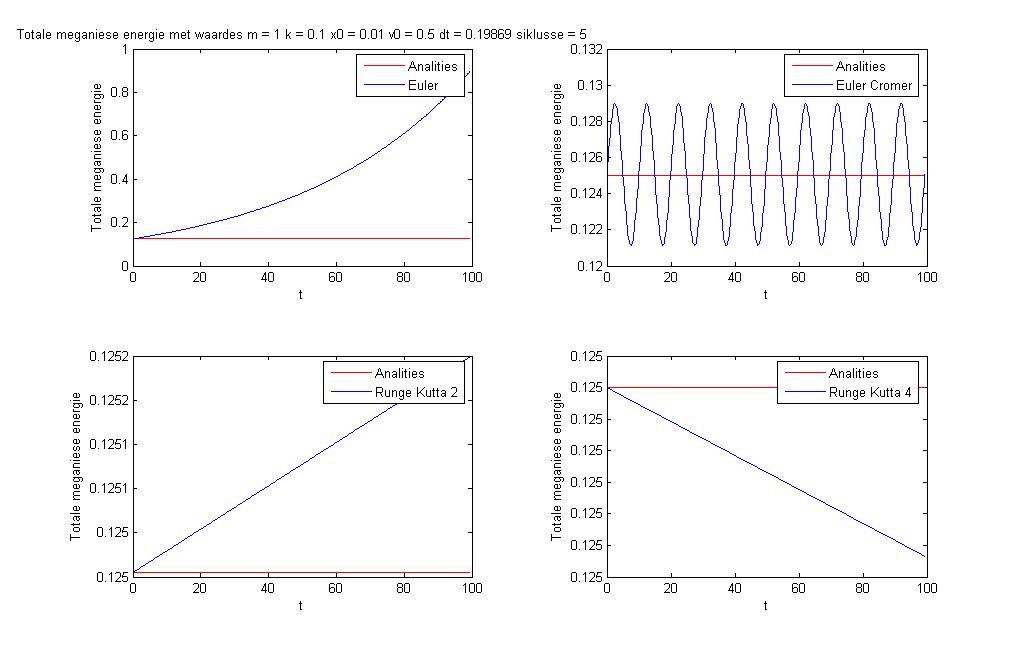 Totale meganiese energie met waardes m = 1 k = 0.1 x0 = 0.01 v0 = 0.5 dt = 0.19869 siklusse = 5
1
0.8
0.6
0.4
0.2
0
Totale meganiese energie
Analities
Euler
0 20 40 60 80 100
t
0.132
0.13
0.128
0.126
0.124
0.122
0.12
Totale meganiese energie
Analities
Euler Cromer
0 20 40 60 80 100
t
0.1252
0.1252
0.1251
0.1251
0.125
0.125
Totale meganiese energie
Analities
Runge Kutta 2
0 20 40 60 80 100
t
0.125
0.125
0.125
0.125
0.125
0.125
0.125
0.125
Totale meganiese energie
Analities
Runge Kutta 4
0 20 40 60 80 100
t